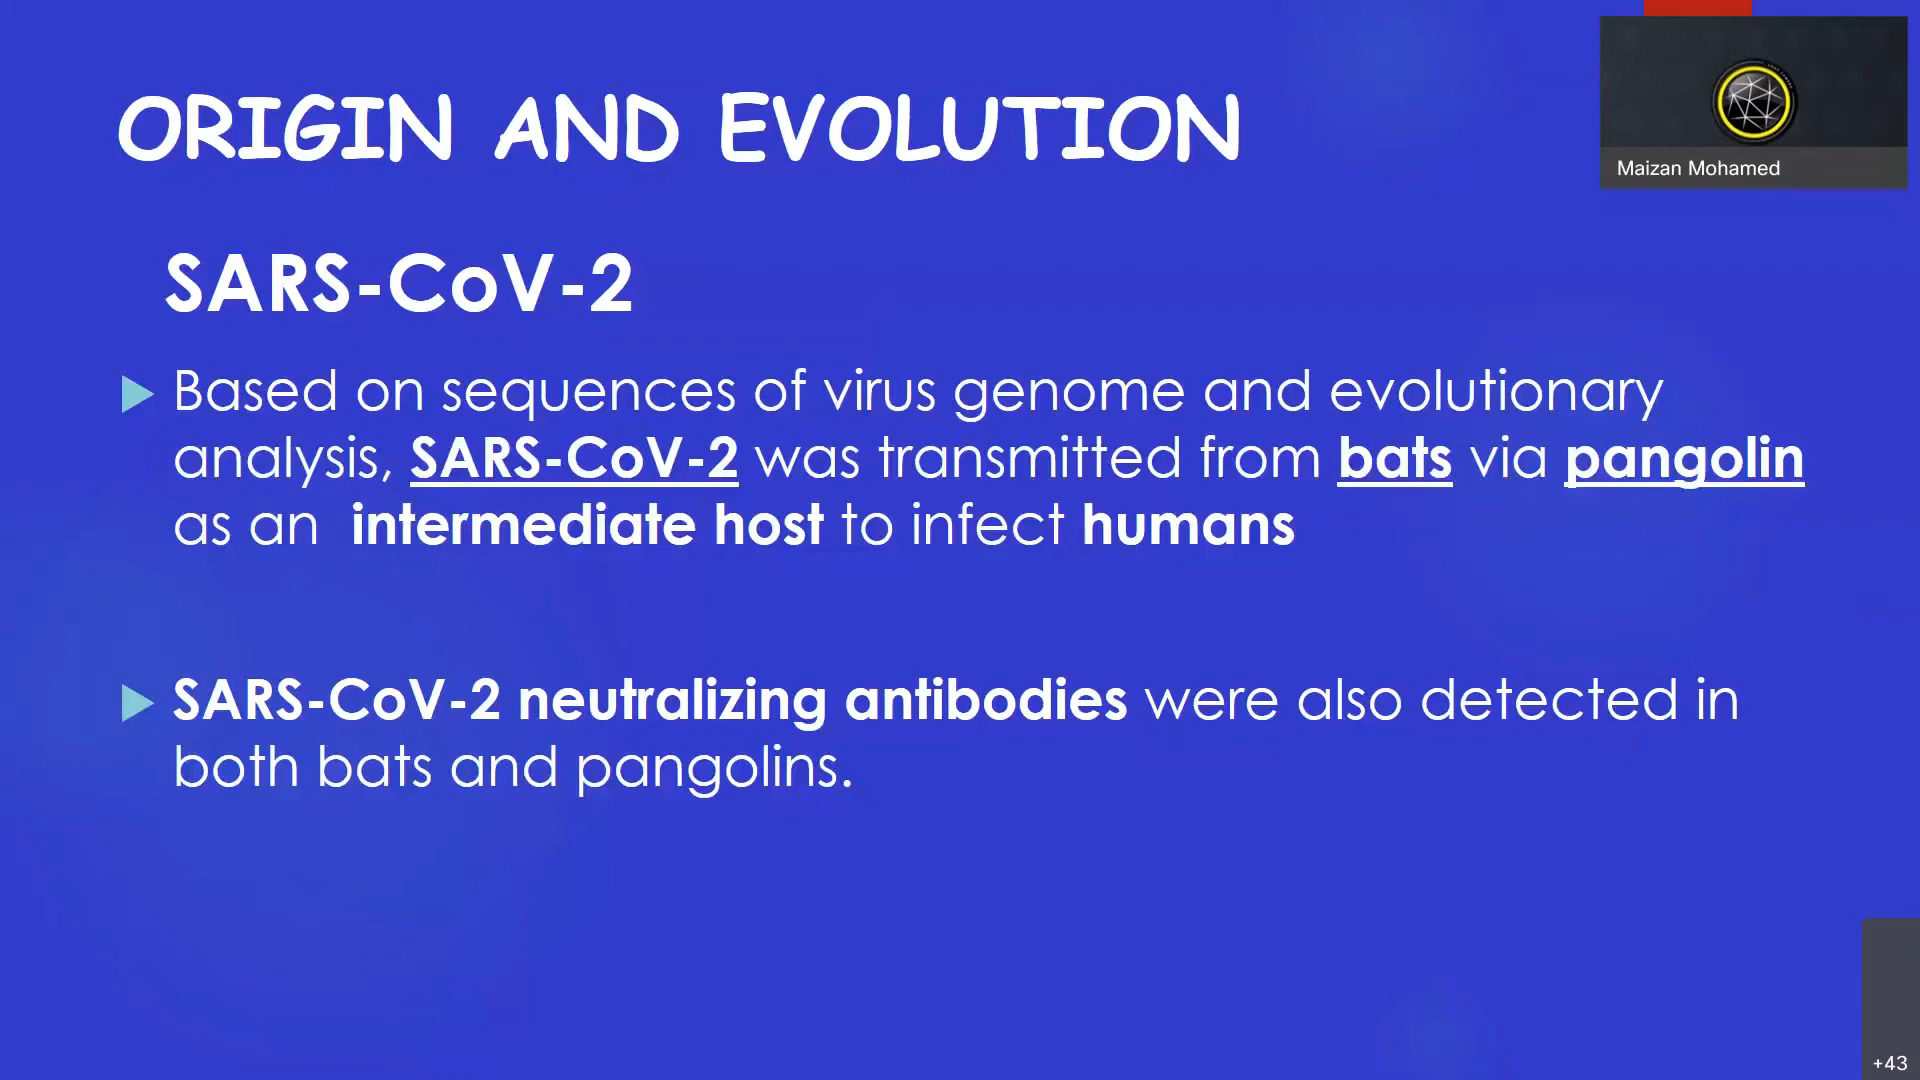 ORIGIN AND EVOLUTION
Maizan Mohamed
SARS-CoV-2
Based on sequences of virus genome and evolutionary
analysis, SARS-CoV-2 was transmitted from bats via pangolin
as an intermediate host to infect humans
SARS-CoV-2 neutralizing antibodies were also detected in
both bats and pangolins.
+43